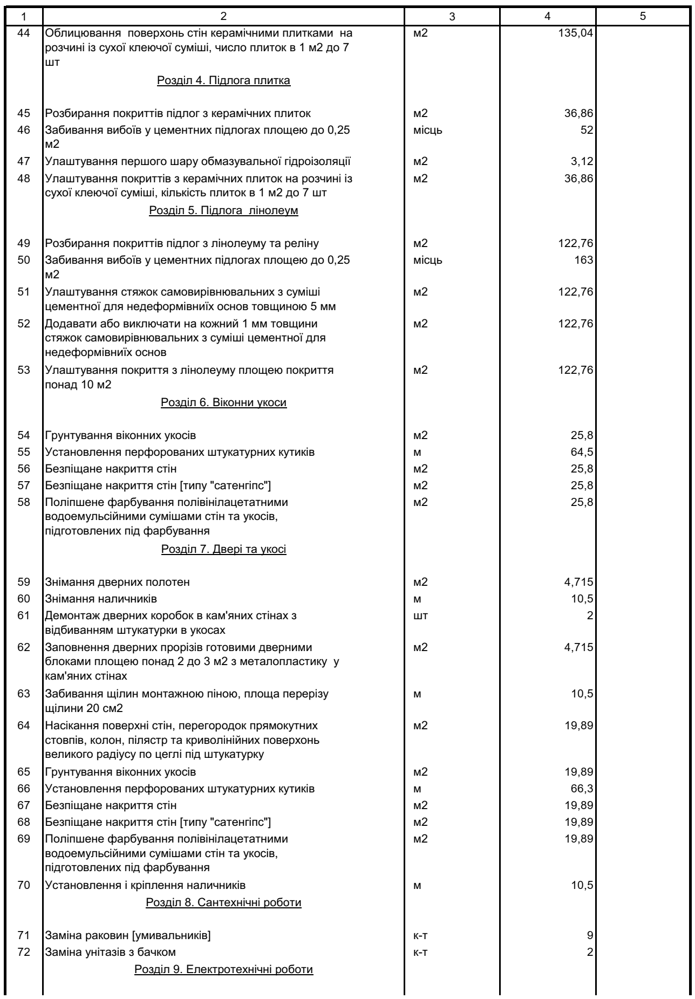 1 2 3 4 5
44 Облицювання поверхонь стін керамічними плитками на м2 135,04
розчині із сухої клеючої суміші, число плиток в 1 м2 до 7
шт
Розділ 4. Підлога плитка
45 Розбирання покриттів підлог з керамічних плиток м2 36,86
46 Забивання вибоїв у цементних підлогах площею до 0,25 місць 52
м2
47 Улаштування першого шару обмазувальної гідроізоляції м2 3,12
48 Улаштування покриттів з керамічних плиток на розчині із м2 36,86
сухої клеючої суміші, кількість плиток в 1 м2 до 7 шт
Розділ 5. Підлога лінолеум
49 Розбирання покриттів підлог з лінолеуму та реліну м2 122,76
50 Забивання вибоїв у цементних підлогах площею до 0,25 місць 163
м2
51 Улаштування стяжок самовирівнювальних з суміші м2 122,76
цементної для недеформівниїх основ товщиною 5 мм
52 Додавати або виключати на кожний 1 мм товщини м2 122,76
стяжок самовирівнювальних з суміші цементної для
недеформівниїх основ
53 Улаштування покриття з лінолеуму площею покриття м2 122,76
понад 10 м2
Розділ 6. Віконни укоси
54 Грунтування віконних укосів м2 25,8
55 Установлення перфорованих штукатурних кутиків м 64,5
56 Безпіщане накриття стін м2 25,8
57 Безпіщане накриття стін [типу "сатенгіпс"] м2 25,8
58 Поліпшене фарбування полівінілацетатними м2 25,8
водоемульсійними сумішами стін та укосів,
підготовлених під фарбування
Розділ 7. Двері та укосі
59 Знімання дверних полотен м2 4,715
60 Знімання наличників м 10,5
61 Демонтаж дверних коробок в кам'яних стінах з шт 2
відбиванням штукатурки в укосах
62 Заповнення дверних прорізів готовими дверними м2 4,715
блоками площею понад 2 до 3 м2 з металопластику у
кам'яних стінах
63 Забивання щілин монтажною піною, площа перерізу м 10,5
щілини 20 см2
64 Насікання поверхні стін, перегородок прямокутних м2 19,89
стовпів, колон, пілястр та криволінійних поверхонь
великого радіусу по цеглі під штукатурку
65 Грунтування віконних укосів м2 19,89
66 Установлення перфорованих штукатурних кутиків м 66,3
67 Безпіщане накриття стін м2 19,89
68 Безпіщане накриття стін [типу "сатенгіпс"] м2 19,89
69 Поліпшене фарбування полівінілацетатними м2 19,89
водоемульсійними сумішами стін та укосів,
підготовлених під фарбування
70 Установлення і кріплення наличників м 10,5
Розділ 8. Сантехнічні роботи
71 Заміна раковин [умивальників] к-т 9
72 Заміна унітазів з бачком к-т 2
Розділ 9. Електротехнічні роботи